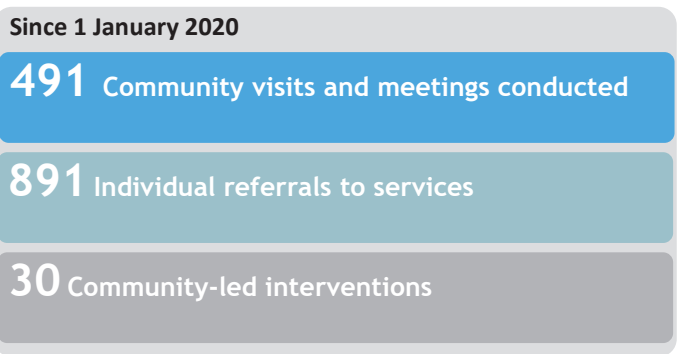 Since 1 January 2020
491 Community visits and meetings conducted
891 Individual referrals to services
30 Community-led interventions